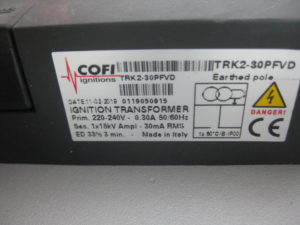 COFI
ignitions
TRK2-30PFVD
TRK2-30PFVD
Earthed pole
DATE:11-02-2019 0119050915
IGNITION TRANSFORMER
Prim. 220-240V - 0,30A 50/60Hz
Sec. 1x15kV Ampl - 30mA RMS
ED 33% 3 min. - Made in Italy
DANGER!
CE